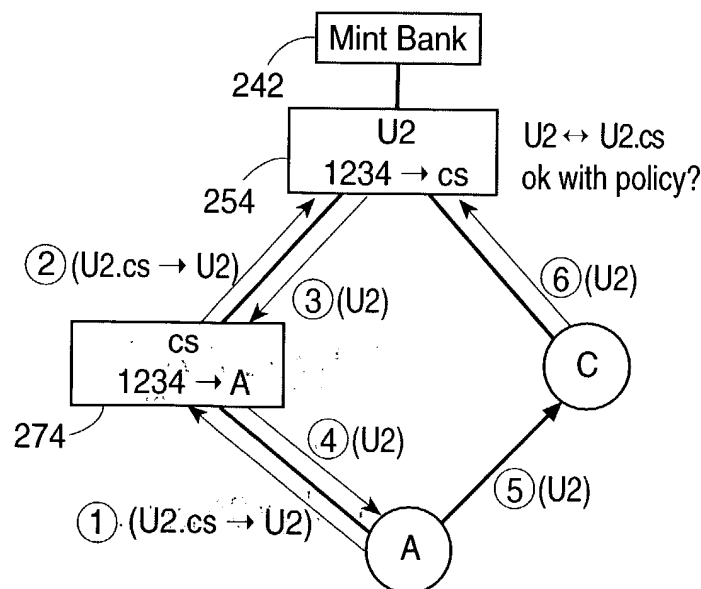 Mint Bank
242
U2
1234 → cs
254
U2 ↔ U2.cs
ok with policy?
② (U2.cs → U2)
③ (U2)
⑥ (U2)
cs
1234 → A
274
C
④ (U2)
⑤ (U2)
① (U2.cs → U2)
A